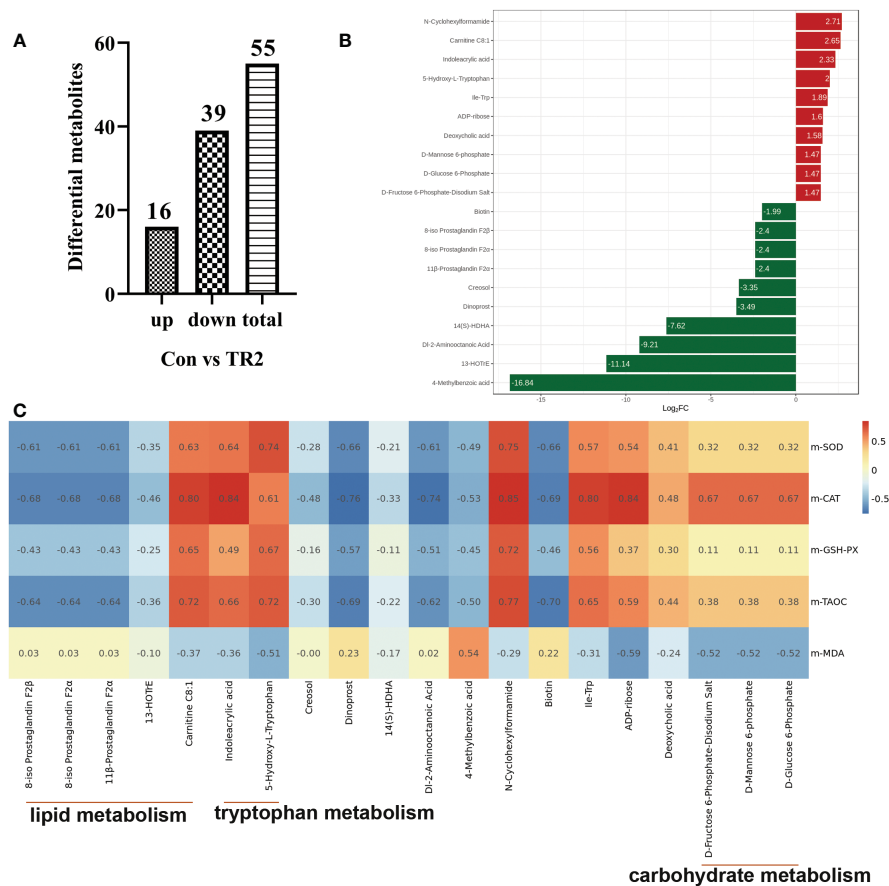 A
Differential metabolites
60
40
20
0
16
39
55
up down total
Con vs TR2
B
N-Cyclohexylformamide 2.71
Carnitine C8:1 2.65
Indoleacrylic acid 2.33
5-Hydroxy-L-Tryptophan 2
Ile-Trp 1.89
ADP-ribose 1.6
Deoxycholic acid 1.58
D-Mannose 6-phosphate 1.47
D-Glucose 6-Phosphate 1.47
D-Fructose 6-Phosphate-Disodium Salt 1.47
Biotin -1.99
8-iso Prostaglandin F2β -2.4
8-iso Prostaglandin F2α -2.4
11β-Prostaglandin F2α -2.4
Creosol -3.35
Dinoprost -3.49
14(S)-HDHA -7.62
Dl-2-Aminooctanoic Acid -9.21
13-HOTrE -11.14
4-Methylbenzoic acid -16.84
-15 -10 -5 0
Log₂FC
C
-0.61 -0.61 -0.61 -0.35 0.63 0.64 0.74 -0.28 -0.66 -0.21 -0.61 -0.49 0.75 -0.66 0.57 0.54 0.41 0.32 0.32 0.32 m-SOD
-0.68 -0.68 -0.68 -0.46 0.80 0.84 0.61 -0.48 -0.76 -0.33 -0.74 -0.53 0.85 -0.69 0.80 0.84 0.48 0.67 0.67 0.67 m-CAT
-0.43 -0.43 -0.43 -0.25 0.65 0.49 0.67 -0.16 -0.57 -0.11 -0.51 -0.45 0.72 -0.46 0.56 0.37 0.30 0.11 0.11 0.11 m-GSH-PX
-0.64 -0.64 -0.64 -0.36 0.72 0.66 0.72 -0.30 -0.69 -0.22 -0.62 -0.50 0.77 -0.70 0.65 0.59 0.44 0.38 0.38 0.38 m-TAOC
0.03 0.03 0.03 -0.10 -0.37 -0.36 -0.51 -0.00 0.23 -0.17 0.02 0.54 -0.29 0.22 -0.31 -0.59 -0.24 -0.52 -0.52 -0.52 m-MDA
0.5
0
-0.5
8-iso Prostaglandin F2β
8-iso Prostaglandin F2α
11β-Prostaglandin F2α
13-HOTrE
Carnitine C8:1
Indoleacrylic acid
5-Hydroxy-L-Tryptophan
Creosol
Dinoprost
14(S)-HDHA
Dl-2-Aminooctanoic Acid
4-Methylbenzoic acid
N-Cyclohexylformamide
Biotin
Ile-Trp
ADP-ribose
Deoxycholic acid
D-Fructose 6-Phosphate-Disodium Salt
D-Mannose 6-phosphate
D-Glucose 6-Phosphate
lipid metabolism
tryptophan metabolism
carbohydrate metabolism